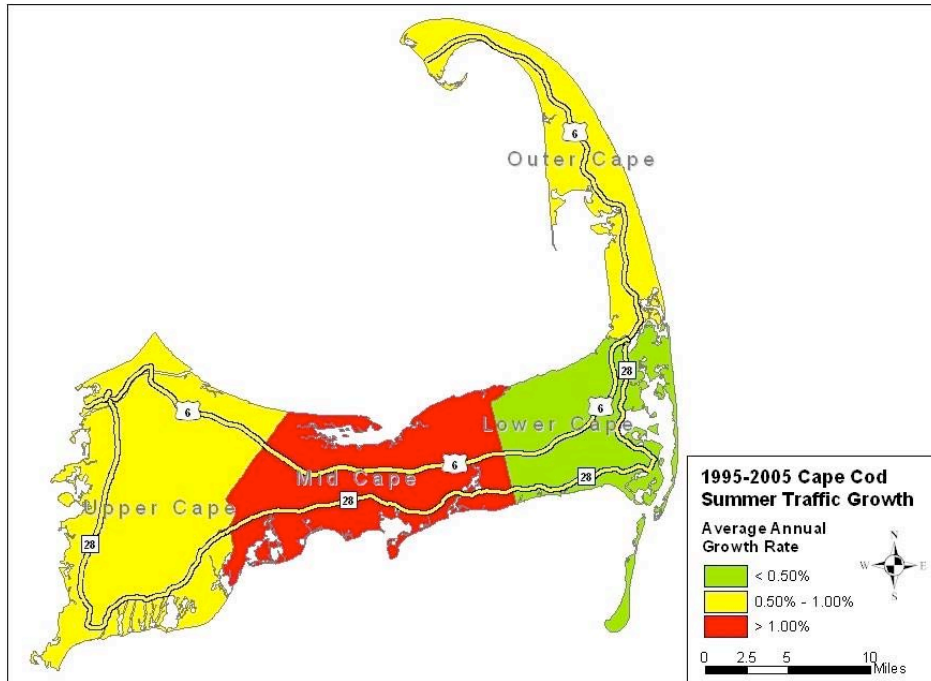 6
Outer Cape
28
6
6
Lower Cape
6
Mid Cape
28
28
Upper Cape
28
1995-2005 Cape Cod
Summer Traffic Growth
Average Annual
Growth Rate
< 0.50%
0.50% - 1.00%
> 1.00%
N
W E
S
0 2.5 5 10
Miles